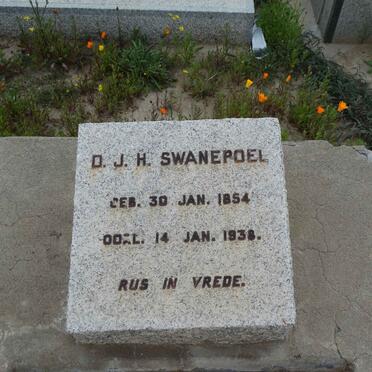 D. J. H. SWANEPOEL
GEB. 30 JAN. 1854
OORL. 14 JAN. 1938.
RUS IN VREDE.